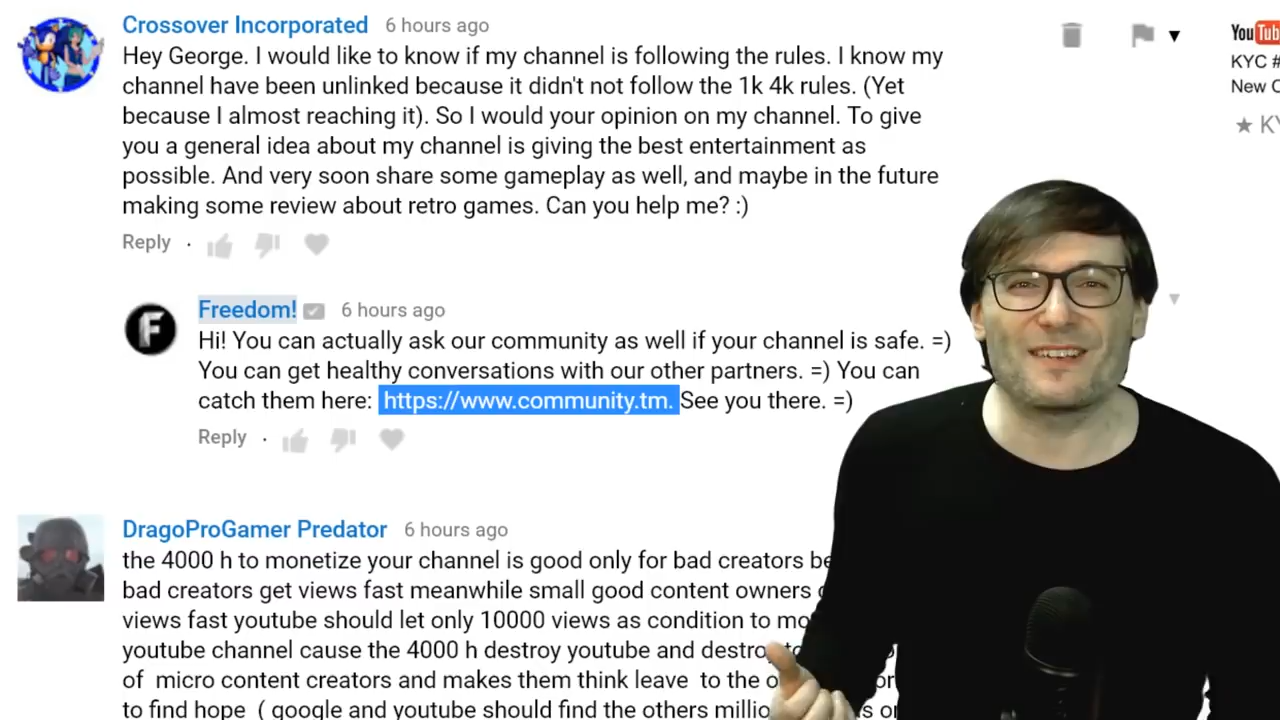 Crossover Incorporated 6 hours ago
Hey George. I would like to know if my channel is following the rules. I know my
channel have been unlinked because it didn't not follow the 1k 4k rules. (Yet
because I almost reaching it). So I would your opinion on my channel. To give
you a general idea about my channel is giving the best entertainment as
possible. And very soon share some gameplay as well, and maybe in the future
making some review about retro games. Can you help me? :)
Reply
YouTub
KYC #
New C
KY
F
Freedom! 6 hours ago
Hi! You can actually ask our community as well if your channel is safe. =)
You can get healthy conversations with our other partners. =) You can
catch them here: https://www.community.tm. See you there. =)
Reply
DragoProGamer Predator 6 hours ago
the 4000 h to monetize your channel is good only for bad creators be
bad creators get views fast meanwhile small good content owners
views fast youtube should let only 10000 views as condition to mo
youtube channel cause the 4000 h destroy youtube and destroy
of micro content creators and makes them think leave to the o
to find hope ( google and youtube should find the others millio